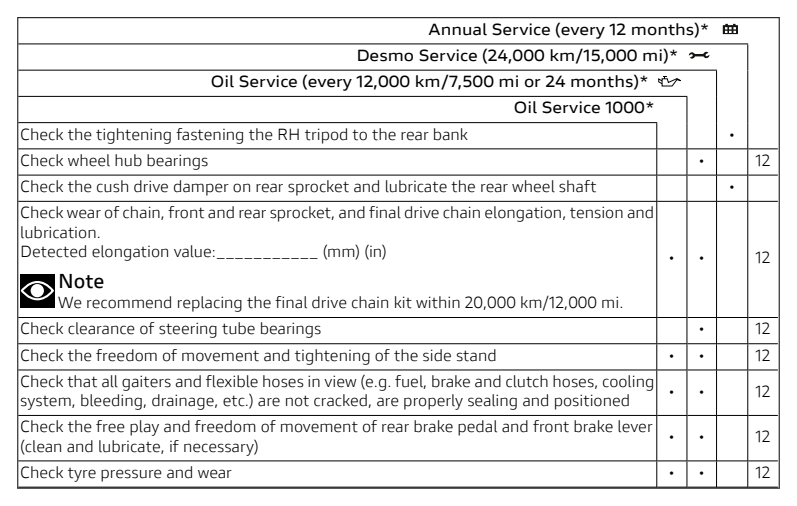 Annual Service (every 12 months)*
Desmo Service (24,000 km/15,000 mi)*
Oil Service (every 12,000 km/7,500 mi or 24 months)*
Oil Service 1000*
Check the tightening fastening the RH tripod to the rear bank •
Check wheel hub bearings • 12
Check the cush drive damper on rear sprocket and lubricate the rear wheel shaft •
Check wear of chain, front and rear sprocket, and final drive chain elongation, tension and
lubrication.
Detected elongation value:___________ (mm) (in)
• • 12
Note
We recommend replacing the final drive chain kit within 20,000 km/12,000 mi.
Check clearance of steering tube bearings • 12
Check the freedom of movement and tightening of the side stand • • 12
Check that all gaiters and flexible hoses in view (e.g. fuel, brake and clutch hoses, cooling
system, bleeding, drainage, etc.) are not cracked, are properly sealing and positioned • • 12
Check the free play and freedom of movement of rear brake pedal and front brake lever
(clean and lubricate, if necessary) • • 12
Check tyre pressure and wear • • 12